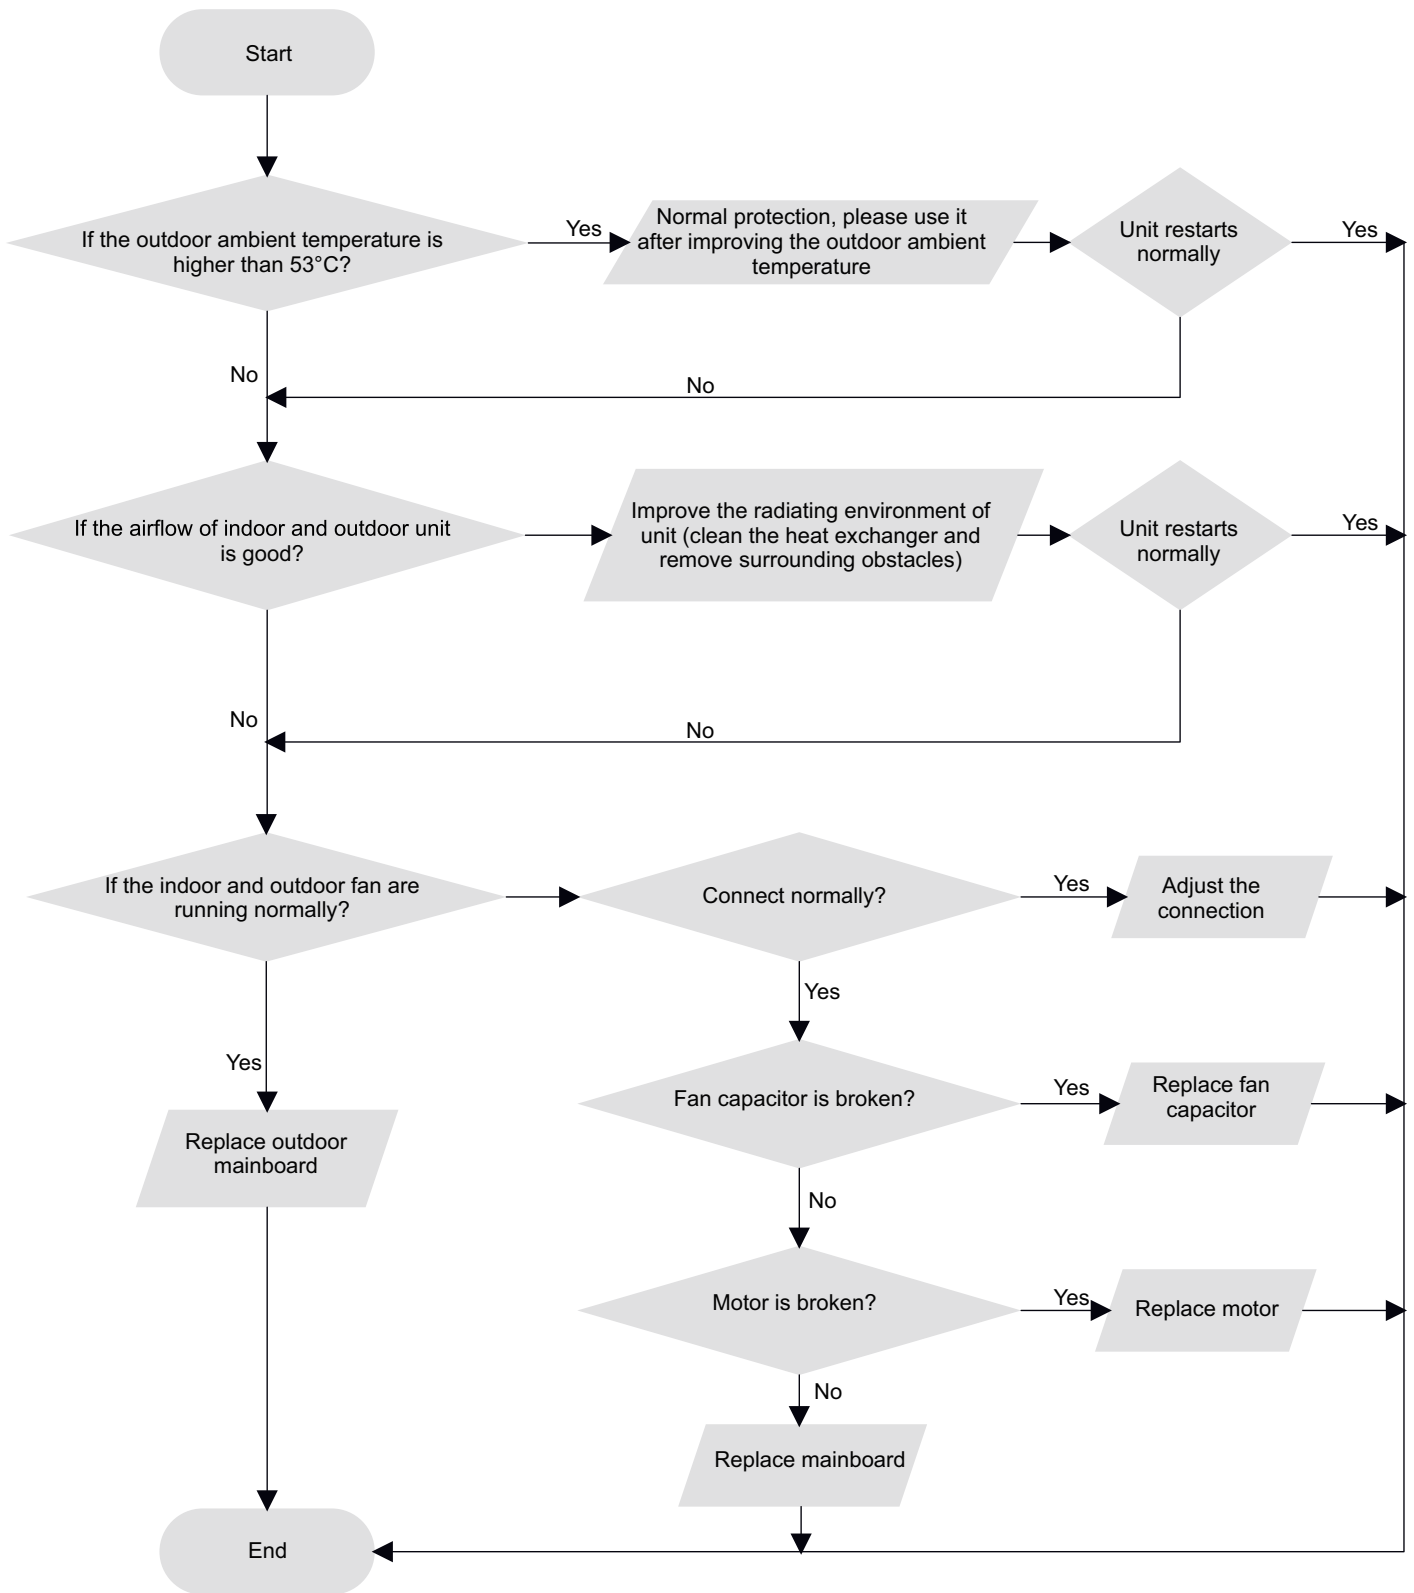 Start
If the outdoor ambient temperature is
higher than 53°C?
Yes
Normal protection, please use it
after improving the outdoor ambient
temperature
Unit restarts
normally
Yes
No
No
If the airflow of indoor and outdoor unit
is good?
Improve the radiating environment of
unit (clean the heat exchanger and
remove surrounding obstacles)
Unit restarts
normally
Yes
No
No
If the indoor and outdoor fan are
running normally?
Connect normally?
Yes
Adjust the
connection
Yes
Yes
Replace outdoor
mainboard
Fan capacitor is broken?
Yes
Replace fan
capacitor
No
Motor is broken?
Yes
Replace motor
No
Replace mainboard
End